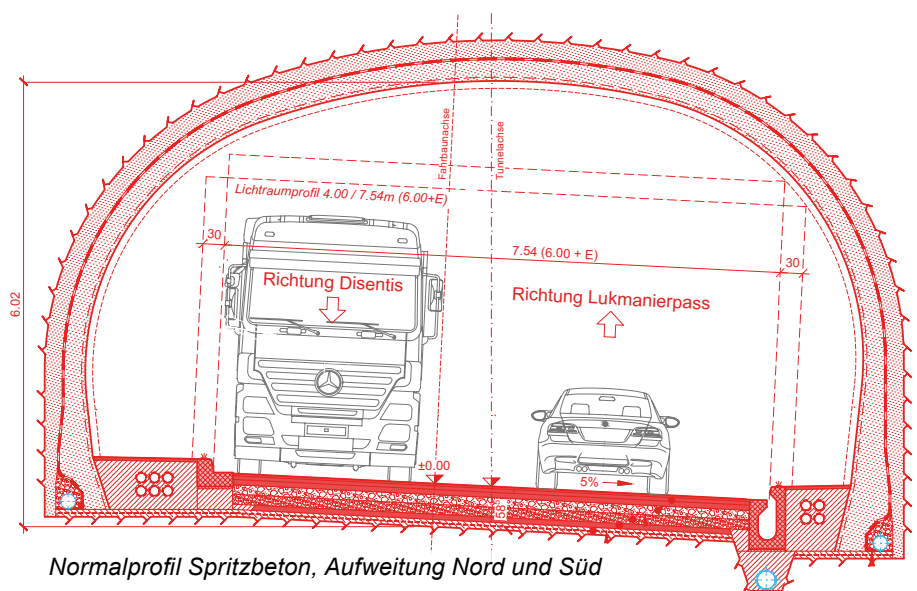 Fahrbaunachse
Tunnelachse
Lichtraumprofil 4.00 / 7.54m (6.00+E)
30
7.54 (6.00 + E)
30
Richtung Disentis
Richtung Lukmanierpass
6.02
±0.00
5%
58
Normalprofil Spritzbeton, Aufweitung Nord und Süd